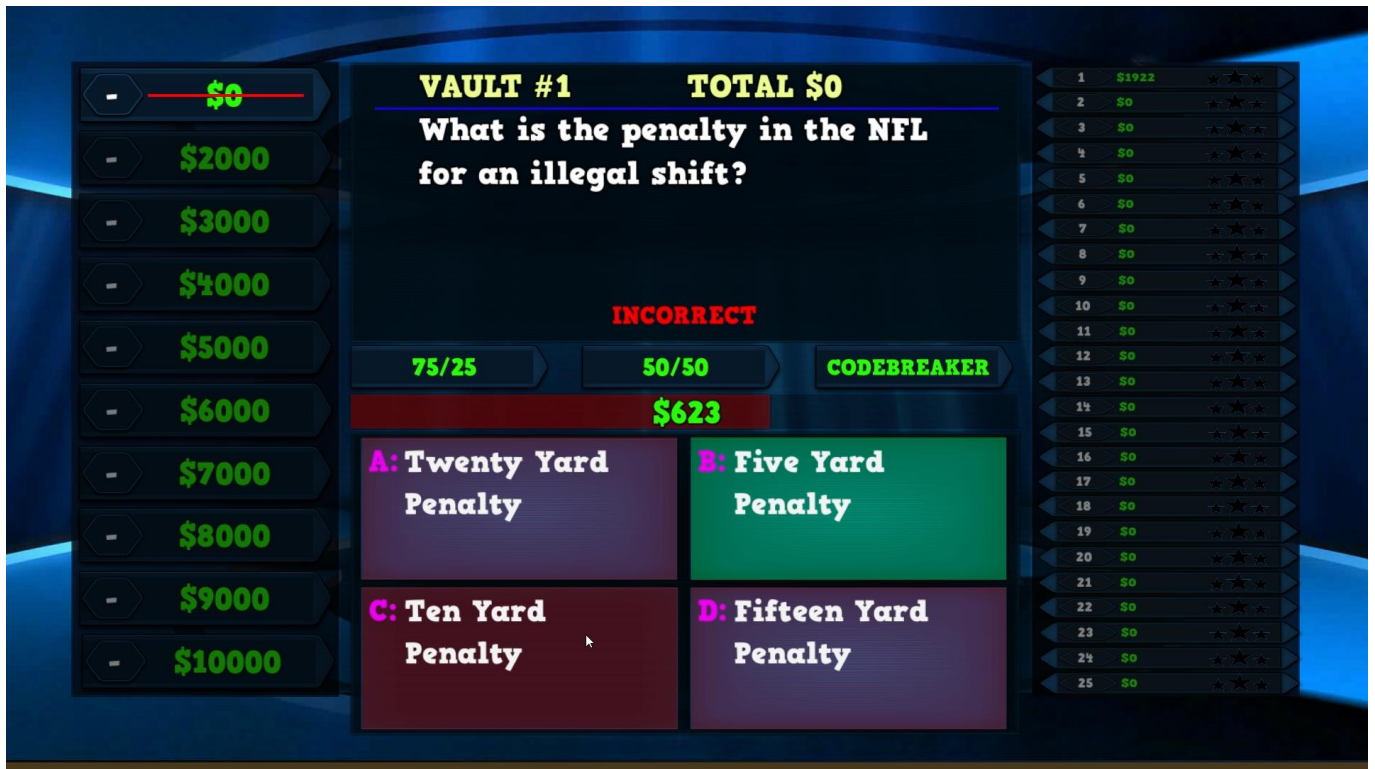 - $0
- $2000
- $3000
- $4000
- $5000
- $6000
- $7000
- $8000
- $9000
- $10000
VAULT #1 TOTAL $0
What is the penalty in the NFL
for an illegal shift?
INCORRECT
75/25 50/50 CODEBREAKER
$623
A: Twenty Yard
Penalty
B: Five Yard
Penalty
C: Ten Yard
Penalty
D: Fifteen Yard
Penalty
1 $1922
2 $0
3 $0
4 $0
5 $0
6 $0
7 $0
8 $0
9 $0
10 $0
11 $0
12 $0
13 $0
14 $0
15 $0
16 $0
17 $0
18 $0
19 $0
20 $0
21 $0
22 $0
23 $0
24 $0
25 $0